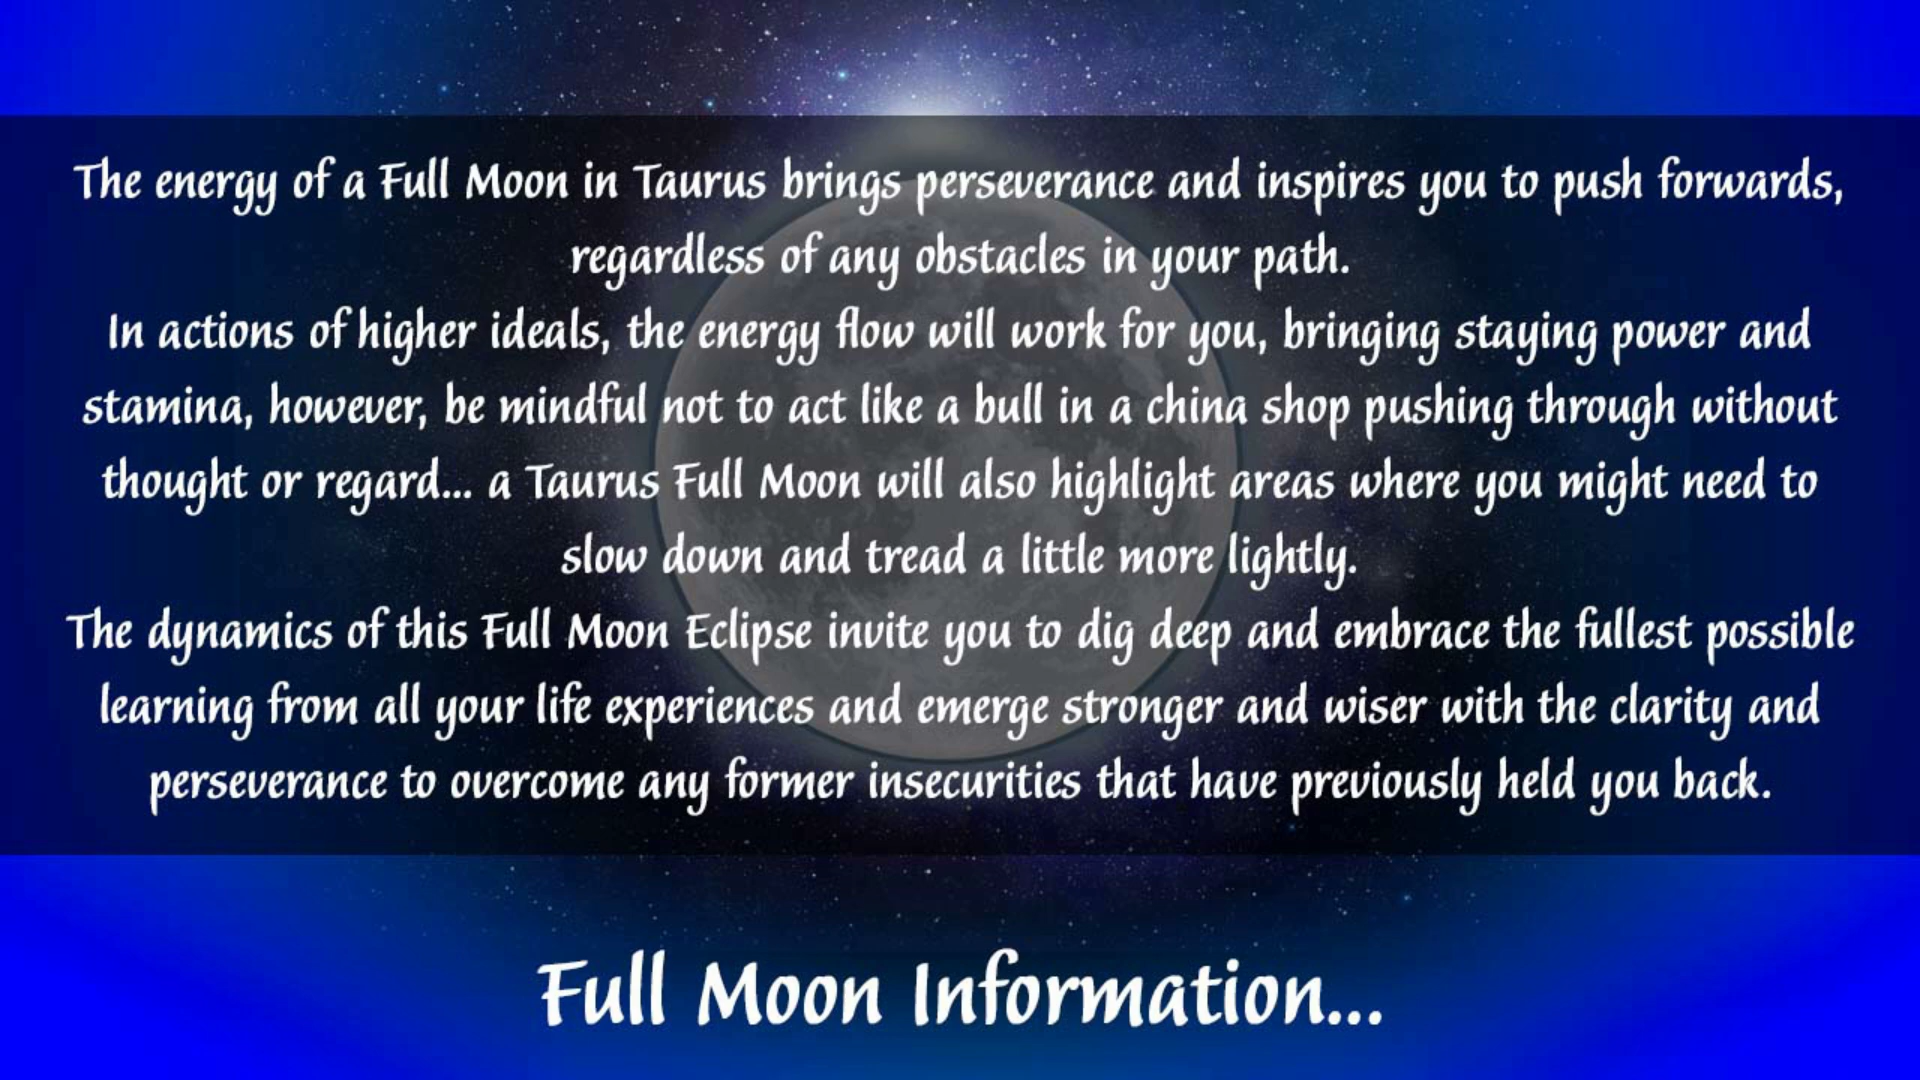 The energy of a Full Moon in Taurus brings perseverance and inspires you to push forwards,
regardless of any obstacles in your path.
In actions of higher ideals, the energy flow will work for you, bringing staying power and
stamina, however, be mindful not to act like a bull in a china shop pushing through without
thought or regard... a Taurus Full Moon will also highlight areas where you might need to
slow down and tread a little more lightly.
The dynamics of this Full Moon Eclipse invite you to dig deep and embrace the fullest possible
learning from all your life experiences and emerge stronger and wiser with the clarity and
perseverance to overcome any former insecurities that have previously held you back.
Full Moon Information...